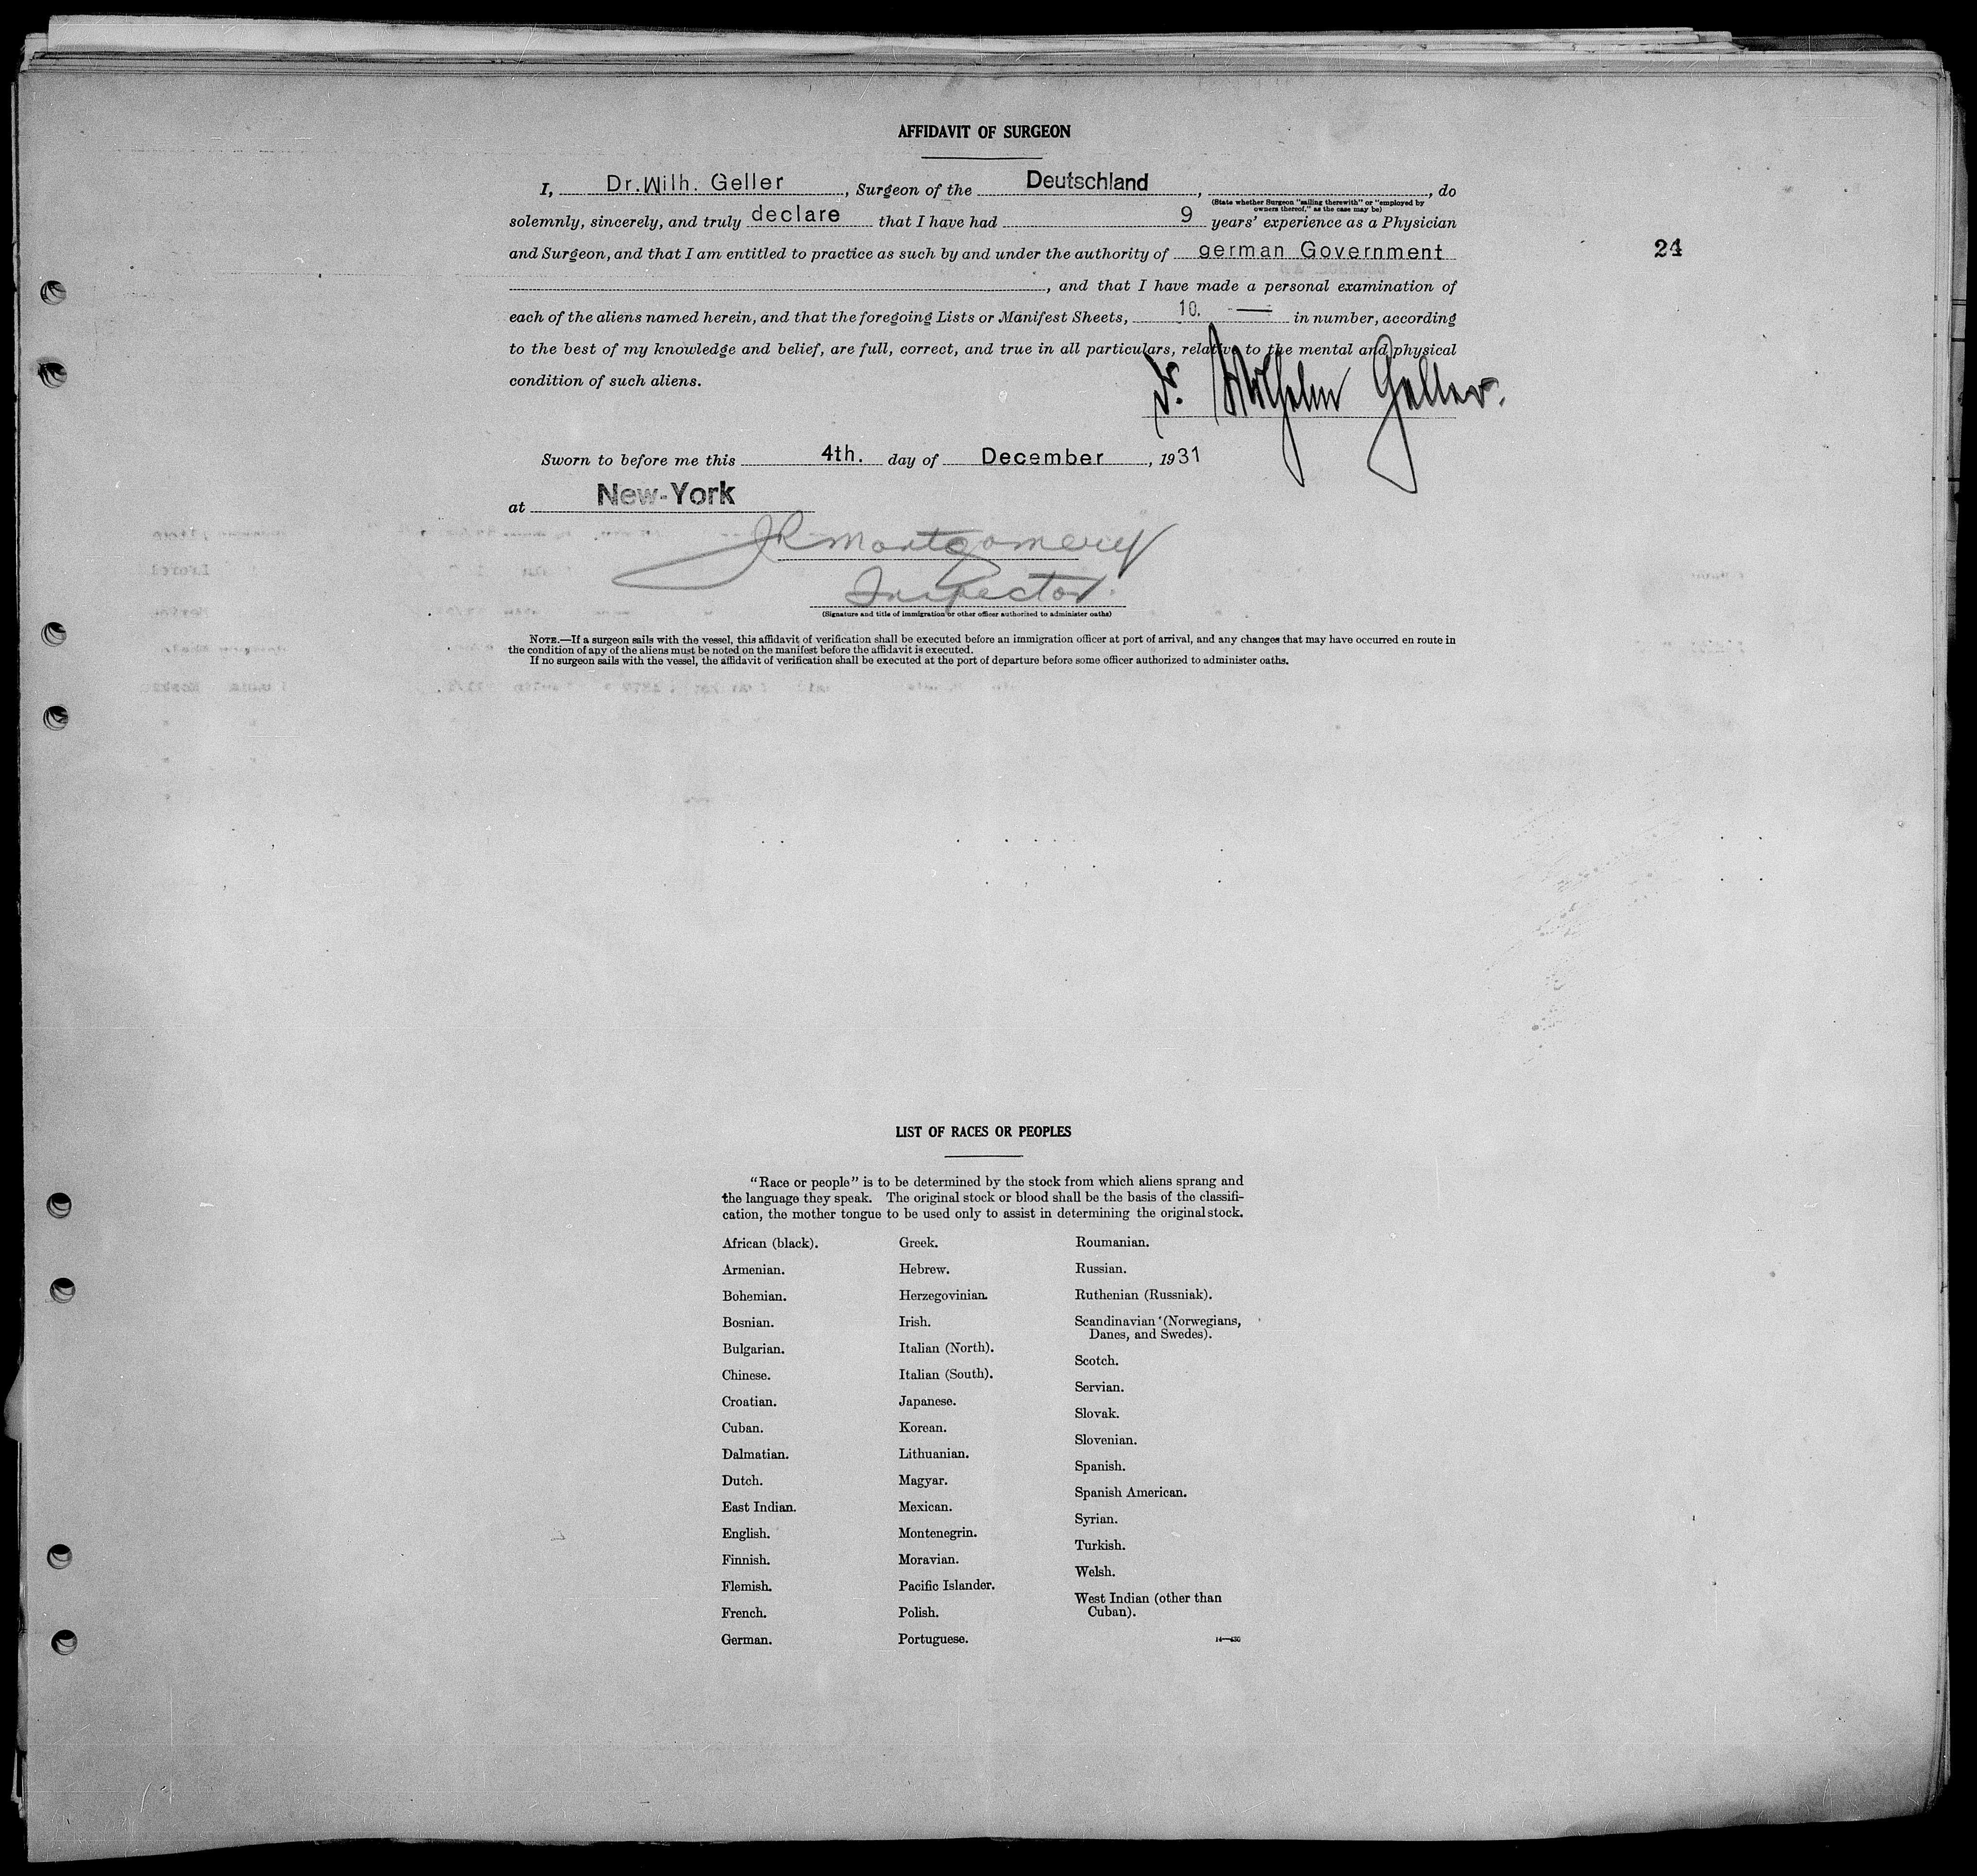 AFFIDAVIT OF SURGEON
I, Dr. Wilh. Geller, Surgeon of the Deutschland, , do
(State whether Surgeon "sailing therewith" or "employed by
owners thereof," as the case may be)
solemnly, sincerely, and truly declare that I have had 9 years' experience as a Physician
and Surgeon, and that I am entitled to practice as such by and under the authority of german Government
24
, and that I have made a personal examination of
each of the aliens named herein, and that the foregoing Lists or Manifest Sheets, 10. — in number, according
to the best of my knowledge and belief, are full, correct, and true in all particulars, relative to the mental and physical
condition of such aliens.
Dr. Wilhelm Geller.
Sworn to before me this 4th. day of December, 1931
at New-York
JR Montgomery
Inspector.
(Signature and title of immigration or other officer authorized to administer oaths)
NOTE.—If a surgeon sails with the vessel, this affidavit of verification shall be executed before an immigration officer at port of arrival, and any changes that may have occurred en route in
the condition of any of the aliens must be noted on the manifest before the affidavit is executed.
If no surgeon sails with the vessel, the affidavit of verification shall be executed at the port of departure before some officer authorized to administer oaths.
LIST OF RACES OR PEOPLES
"Race or people" is to be determined by the stock from which aliens sprang and
the language they speak. The original stock or blood shall be the basis of the classifi-
cation, the mother tongue to be used only to assist in determining the original stock.
African (black).
Armenian.
Bohemian.
Bosnian.
Bulgarian.
Chinese.
Croatian.
Cuban.
Dalmatian.
Dutch.
East Indian.
English.
Finnish.
Flemish.
French.
German.
Greek.
Hebrew.
Herzegovinian.
Irish.
Italian (North).
Italian (South).
Japanese.
Korean.
Lithuanian.
Magyar.
Mexican.
Montenegrin.
Moravian.
Pacific Islander.
Polish.
Portuguese.
Roumanian.
Russian.
Ruthenian (Russniak).
Scandinavian (Norwegians,
Danes, and Swedes).
Scotch.
Servian.
Slovak.
Slovenian.
Spanish.
Spanish American.
Syrian.
Turkish.
Welsh.
West Indian (other than
Cuban).
14—430